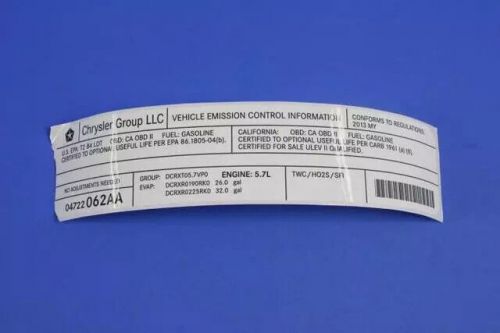 Chrysler Group LLC
VEHICLE EMISSION CONTROL INFORMATION
CONFORMS TO REGULATIONS:
2013 MY
U.S. EPA: T2 B4 LDT OBD: CA OBD II FUEL: GASOLINE
CERTIFIED TO OPTIONAL USEFUL LIFE PER EPA 86.1805-04(b).
CALIFORNIA: OBD: CA OBD II FUEL: GASOLINE
CERTIFIED TO OPTIONAL USEFUL LIFE PER CARB 1961 (a) (8).
CERTIFIED FOR SALE ULEV II QUALIFIED.
NO ADJUSTMENTS NEEDED
04722062AA
GROUP: DCRXT05.7VP0 ENGINE: 5.7L TWC/HO2S/SFI
EVAP: DCRXR0190RK0 26.0 gal
DCRXR0225RK0 32.0 gal